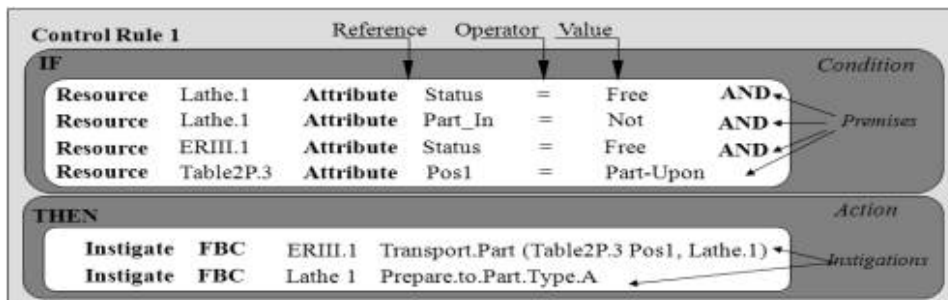 Control Rule 1 Reference Operator Value
IF Condition
Resource Lathe.1 Attribute Status = Free AND
Resource Lathe.1 Attribute Part_In = Not AND Premises
Resource ERIII.1 Attribute Status = Free AND
Resource Table2P.3 Attribute Pos1 = Part-Upon
THEN Action
Instigate FBC ERIII.1 Transport.Part (Table2P.3 Pos1, Lathe.1)
Instigations
Instigate FBC Lathe 1 Prepare.to.Part.Type.A